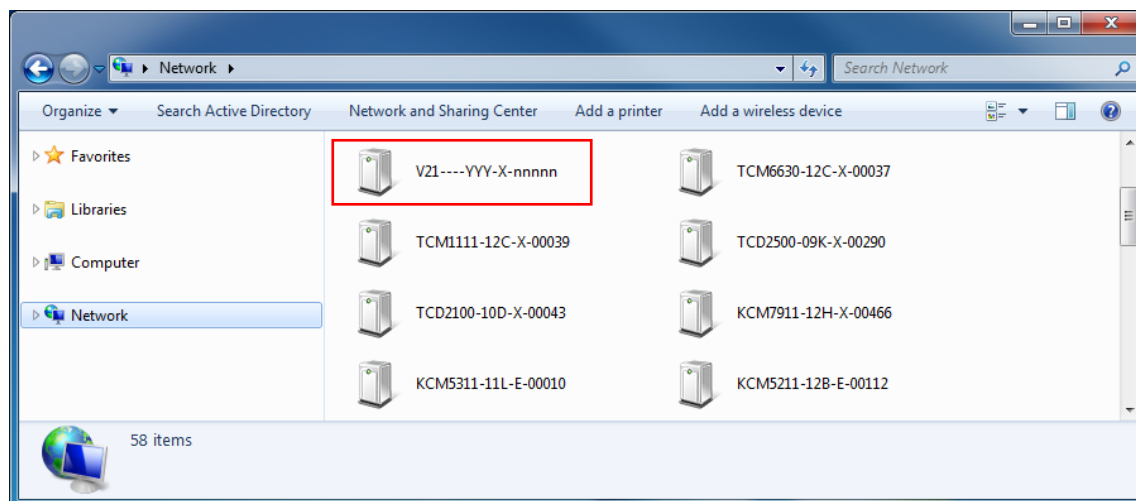 Network
Search Network
Organize Search Active Directory Network and Sharing Center Add a printer Add a wireless device
Favorites
Libraries
Computer
Network
V21----YYY-X-nnnnn TCM6630-12C-X-00037
TCM1111-12C-X-00039 TCD2500-09K-X-00290
TCD2100-10D-X-00043 KCM7911-12H-X-00466
KCM5311-11L-E-00010 KCM5211-12B-E-00112
58 items